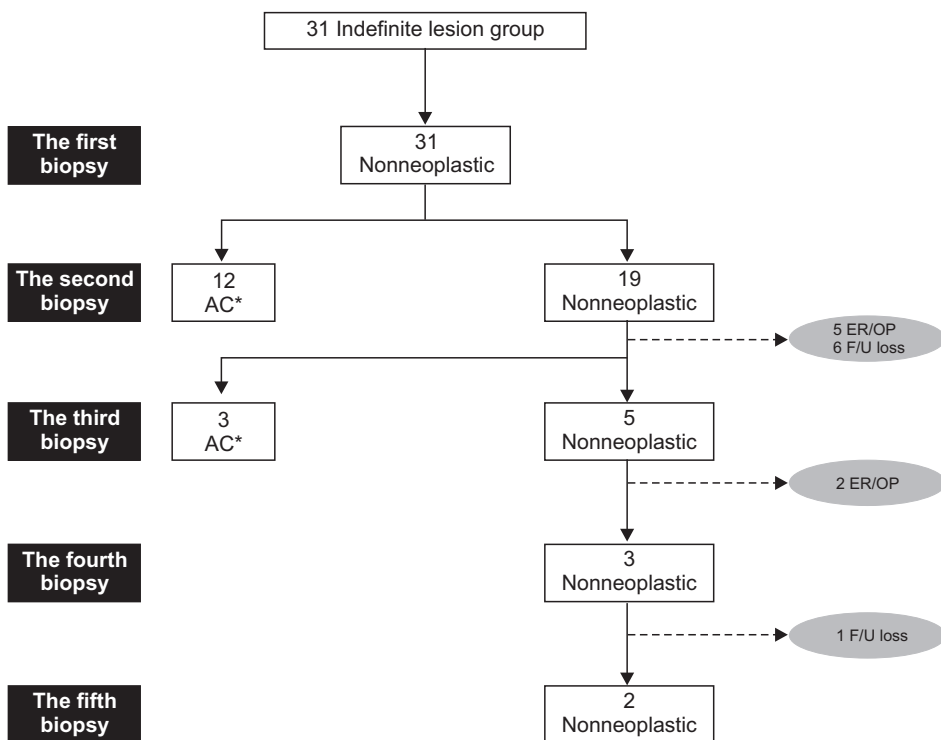 31 Indefinite lesion group
The first
biopsy
31
Nonneoplastic
The second
biopsy
12
AC*
19
Nonneoplastic
5 ER/OP
6 F/U loss
The third
biopsy
3
AC*
5
Nonneoplastic
2 ER/OP
The fourth
biopsy
3
Nonneoplastic
1 F/U loss
The fifth
biopsy
2
Nonneoplastic